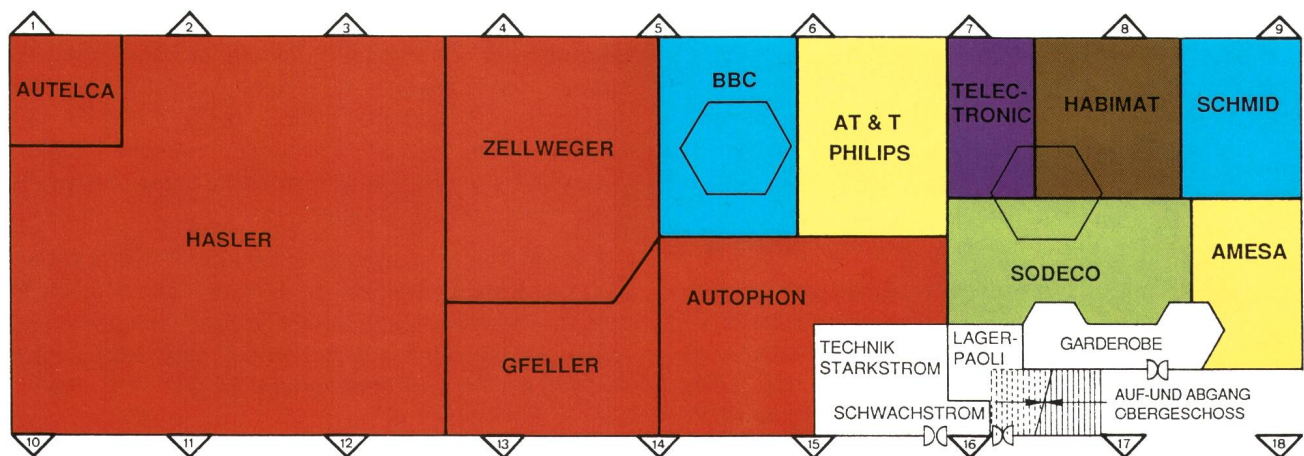 1 2 3 4 5 6 7 8 9
AUTELCA
HASLER
ZELLWEGER
GFELLER
BBC
AT & T
PHILIPS
AUTOPHON
TELEC-
TRONIC
HABIMAT
SCHMID
SODECO
AMESA
TECHNIK
STARKSTROM
SCHWACHSTROM
LAGER-
PAOLI
GARDEROBE
AUF-UND ABGANG
OBERGESCHOSS
10 11 12 13 14 15 16 17 18